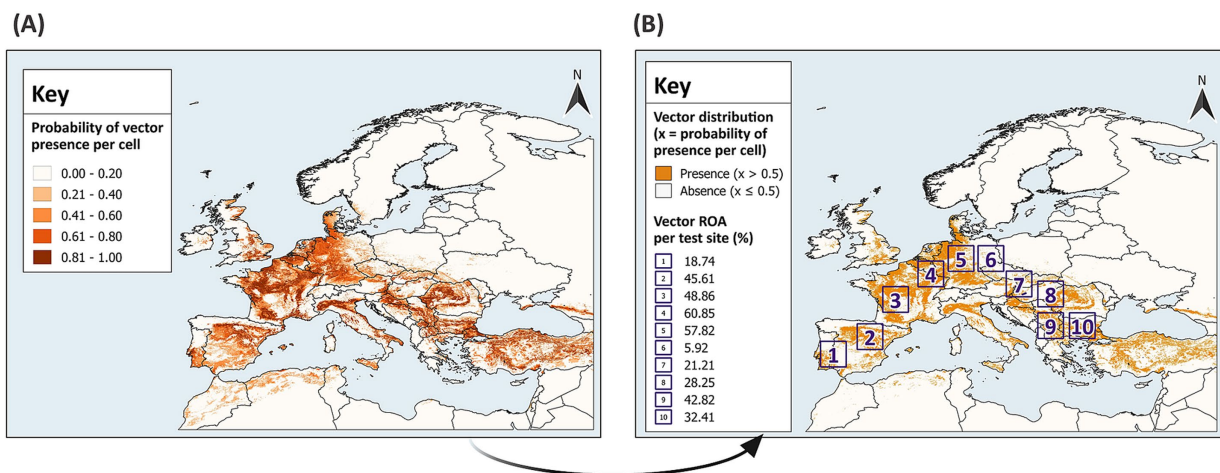 (A)
Key
Probability of vector
presence per cell
0.00 - 0.20
0.21 - 0.40
0.41 - 0.60
0.61 - 0.80
0.81 - 1.00
N
(B)
Key
Vector distribution
(x = probability of
presence per cell)
Presence (x > 0.5)
Absence (x ≤ 0.5)
Vector ROA
per test site (%)
1 18.74
2 45.61
3 48.86
4 60.85
5 57.82
6 5.92
7 21.21
8 28.25
9 42.82
10 32.41
N
5 6
4
7
3 8
9 10
2
1